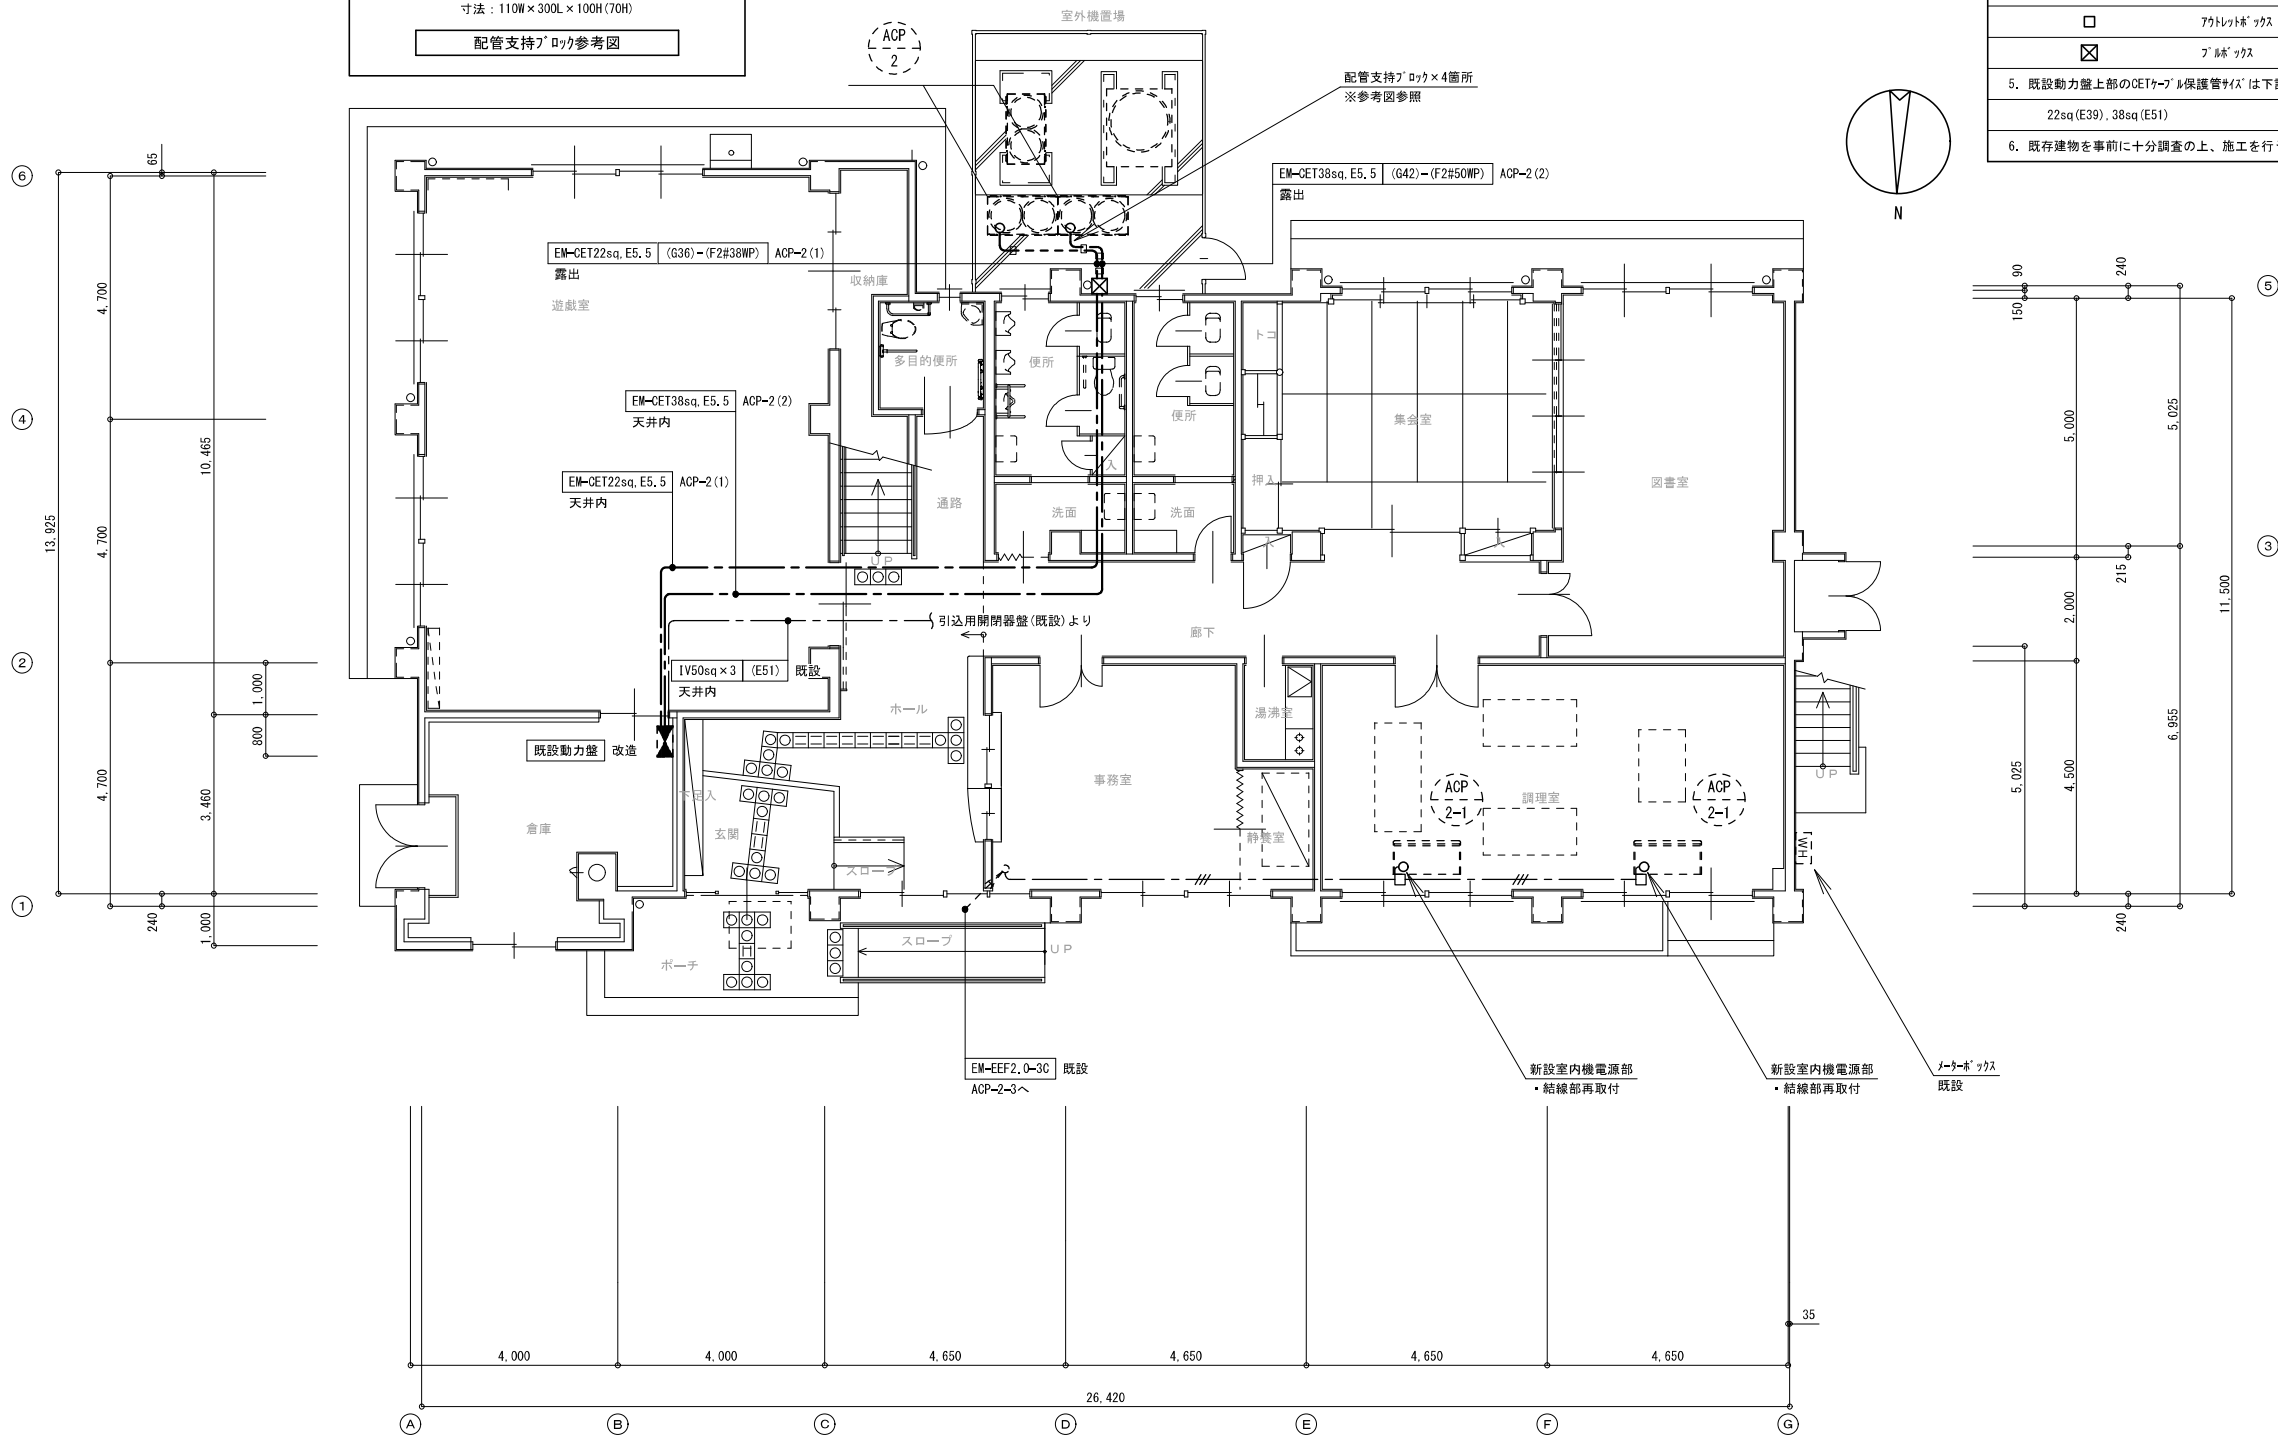 寸法：110W×300L×100H(70H)
配管支持ﾌﾞﾛｯｸ参考図
室外機置場
ACP
2
配管支持ﾌﾞﾛｯｸ×4箇所
※参考図参照
ｱｳﾄﾚｯﾄﾎﾞｯｸｽ
ﾌﾟﾙﾎﾞｯｸｽ
5. 既設動力盤上部のCETｹｰﾌﾞﾙ保護管ｻｲｽﾞは下記
22sq(E39), 38sq(E51)
6. 既存建物を事前に十分調査の上、施工を行
N
EM-CET38sq, E5.5 (G42)-(F2#50WP) ACP-2(2)
露出
EM-CET22sq, E5.5 (G36)-(F2#38WP) ACP-2(1)
露出
遊戯室
収納庫
多目的便所
便所
便所
トコ
集会室
図書室
押入
EM-CET38sq, E5.5 ACP-2(2)
天井内
EM-CET22sq, E5.5 ACP-2(1)
天井内
通路
入
洗面
洗面
入
入
UP
引込用開閉器盤(既設)より
廊下
IV50sq×3 (E51) 既設
天井内
ホール
湯沸室
既設動力盤 改造
事務室
下足入
玄関
倉庫
静養室
調理室
ACP
2-1
ACP
2-1
UP
WH
スロープ
スロープ
UP
ポーチ
EM-EEF2.0-3C 既設
ACP-2-3へ
新設室内機電源部
・結線部再取付
新設室内機電源部
・結線部再取付
ﾒｰﾀｰﾎﾞｯｸｽ
既設
6
4
2
1
5
3
65
4,700
4,700
4,700
13,925
10,465
3,460
1,000
800
240
1,000
90
150
240
5,000
5,025
215
2,000
11,500
5,025
4,500
6,955
240
35
4,000
4,000
4,650
4,650
4,650
4,650
26,420
A
B
C
D
E
F
G